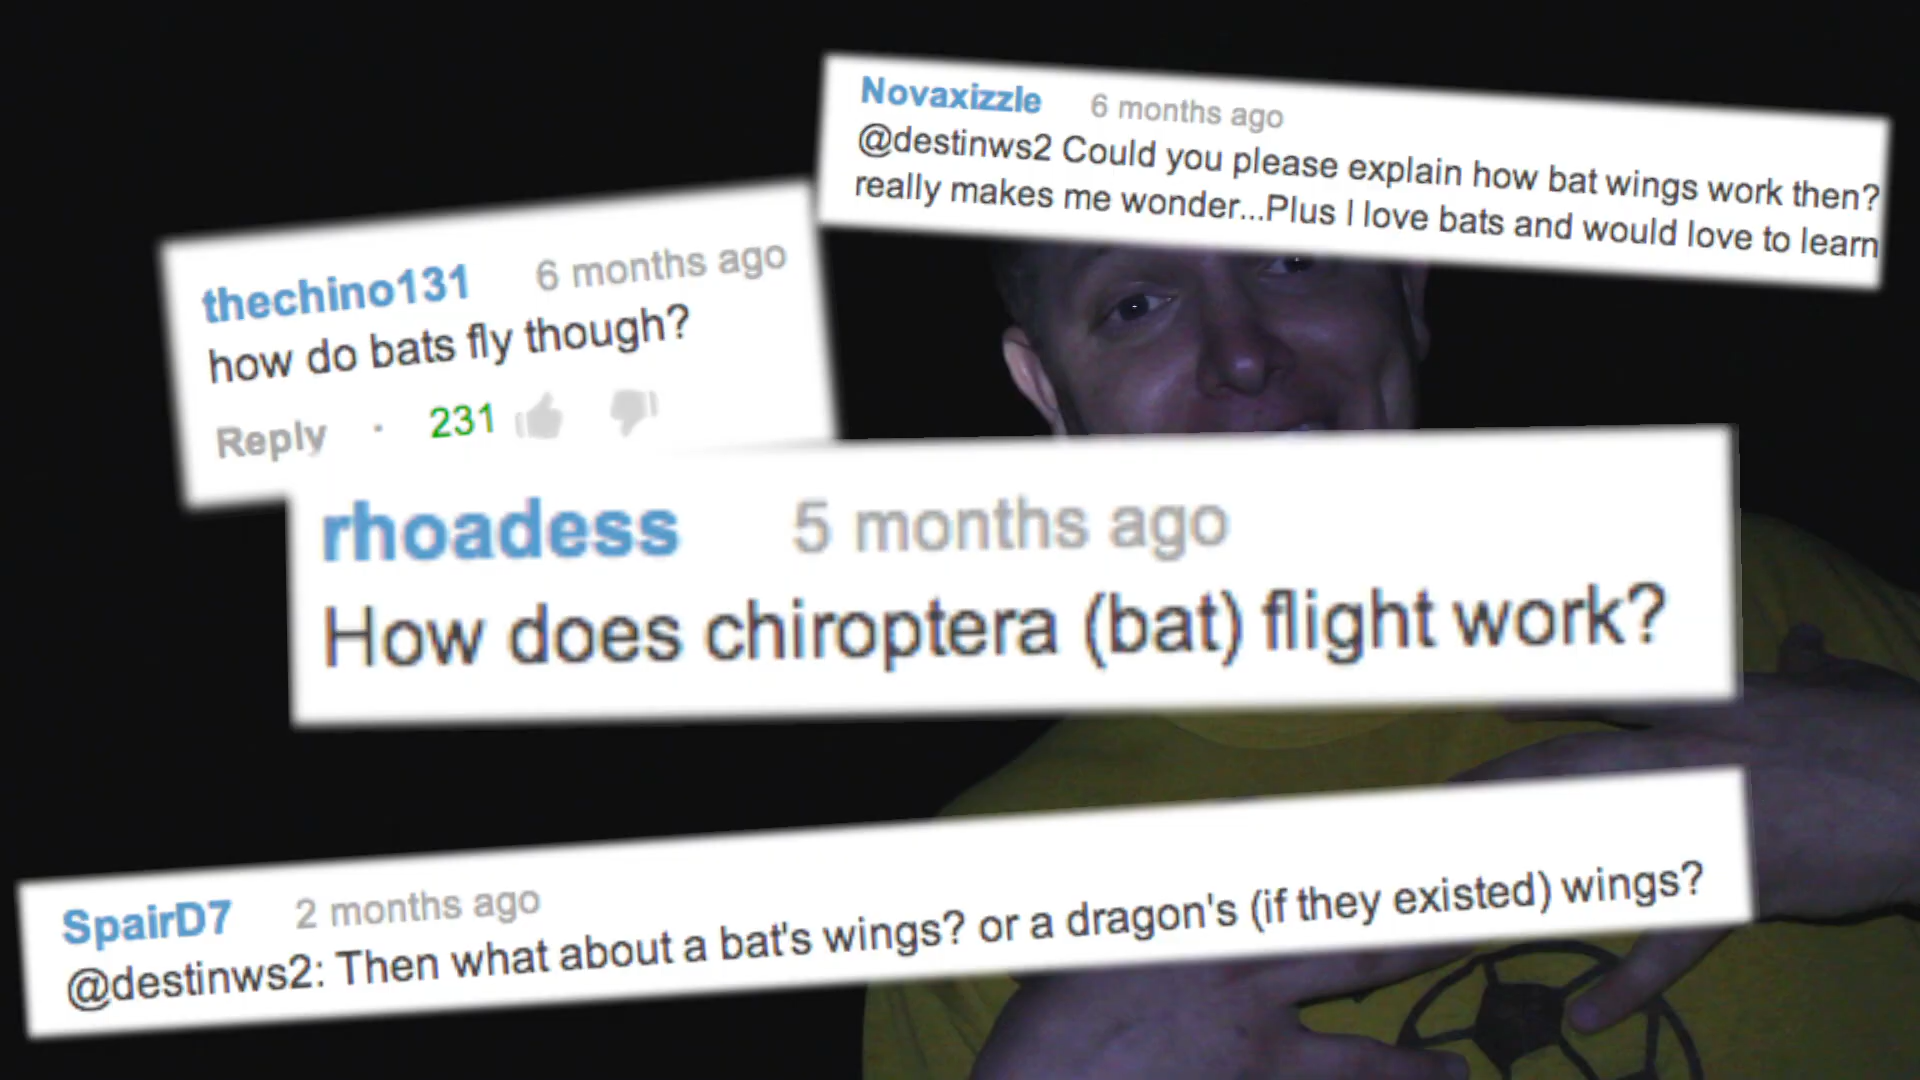 Novaxizzle 6 months ago
@destinws2 Could you please explain how bat wings work then?
really makes me wonder...Plus I love bats and would love to learn
thechino131 6 months ago
how do bats fly though?
Reply · 231
rhoadess 5 months ago
How does chiroptera (bat) flight work?
SpairD7 2 months ago
@destinws2: Then what about a bat's wings? or a dragon's (if they existed) wings?